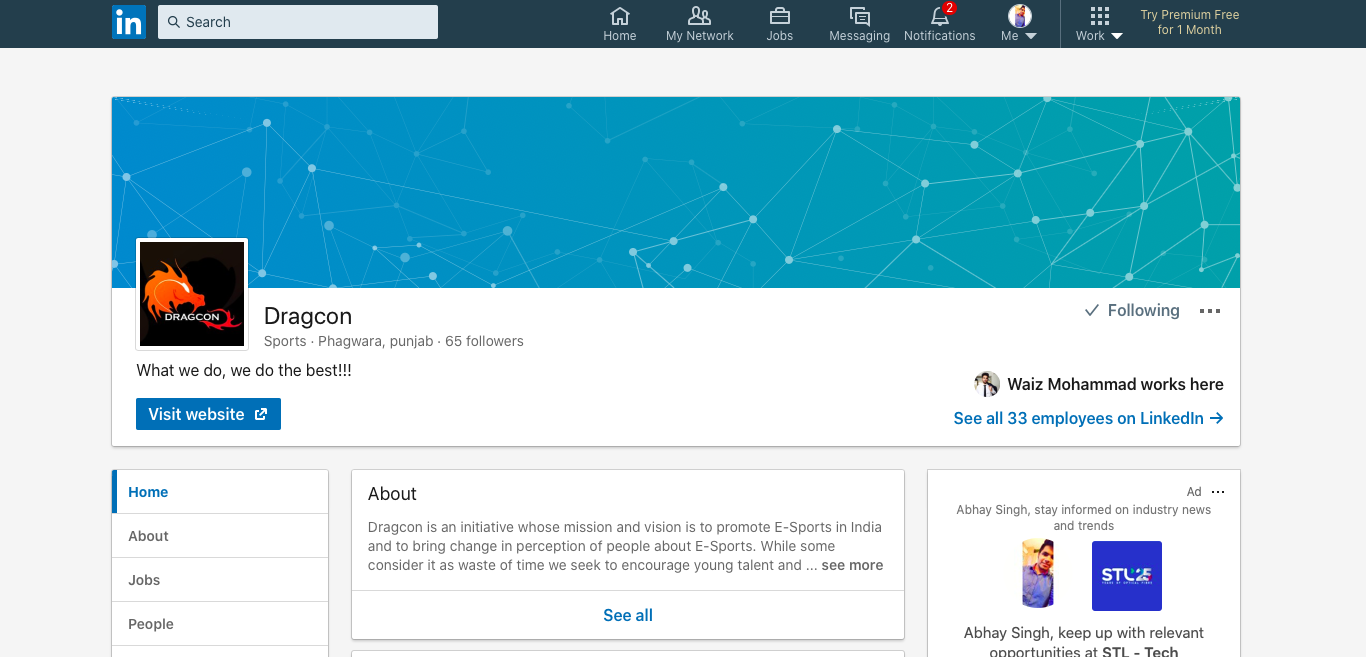 in
Search
Home
My Network
Jobs
Messaging
2
Notifications
Me
Work
Try Premium Free
for 1 Month
DRAGCON
Dragcon
Sports · Phagwara, punjab · 65 followers
Following
What we do, we do the best!!!
Waiz Mohammad works here
Visit website
See all 33 employees on LinkedIn →
Home
About
Jobs
People
About
Dragcon is an initiative whose mission and vision is to promote E-Sports in India
and to bring change in perception of people about E-Sports. While some
consider it as waste of time we seek to encourage young talent and ... see more
See all
Ad
Abhay Singh, stay informed on industry news
and trends
Abhay Singh, keep up with relevant
opportunities at STL - Tech